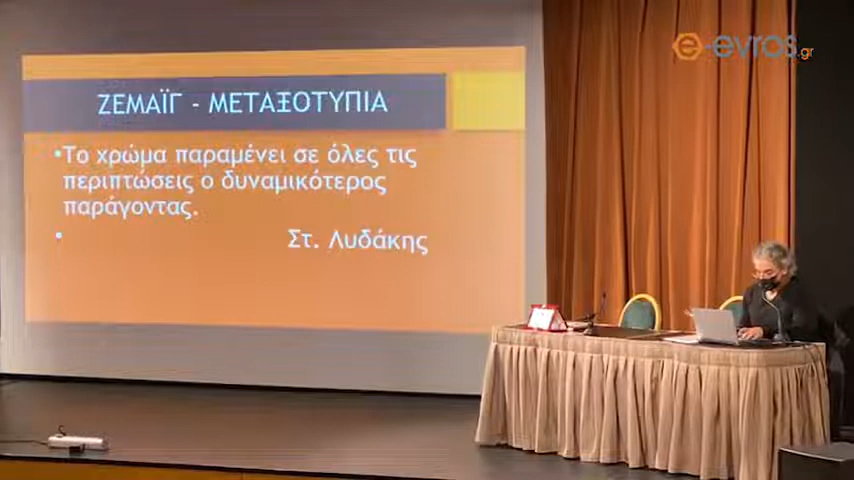 e-evros.gr
ΖΕΜΑΪΓ - ΜΕΤΑΞΟΤΥΠΙΑ
•Το χρώμα παραμένει σε όλες τις
περιπτώσεις ο δυναμικότερος
παράγοντας.
• Στ. Λυδάκης